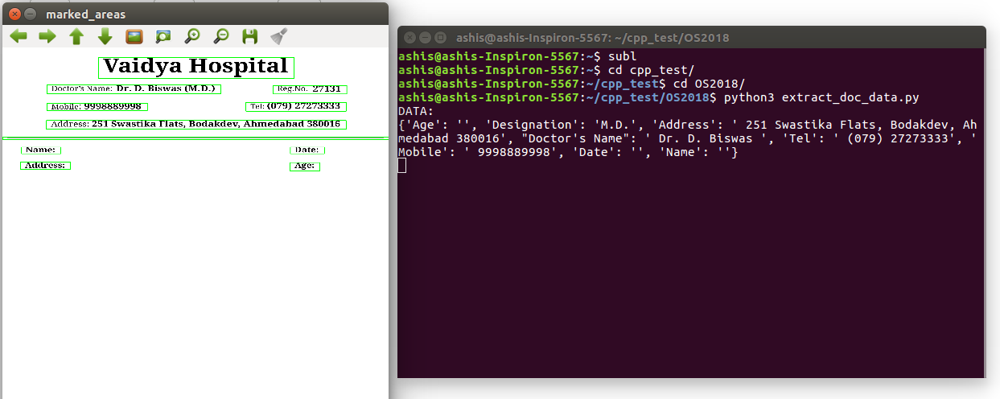 marked_areas
Vaidya Hospital
Doctor's Name: Dr. D. Biswas (M.D.)
Reg.No. 27131
Mobile: 9998889998
Tel: (079) 27273333
Address: 251 Swastika Flats, Bodakdev, Ahmedabad 380016
Name:
Date:
Address:
Age:
ashis@ashis-Inspiron-5567: ~/cpp_test/OS2018
ashis@ashis-Inspiron-5567:~$ subl
ashis@ashis-Inspiron-5567:~$ cd cpp_test/
ashis@ashis-Inspiron-5567:~/cpp_test$ cd OS2018/
ashis@ashis-Inspiron-5567:~/cpp_test/OS2018$ python3 extract_doc_data.py
DATA:
{'Age': '', 'Designation': 'M.D.', 'Address': ' 251 Swastika Flats, Bodakdev, Ah
medabad 380016', "Doctor's Name": ' Dr. D. Biswas ', 'Tel': ' (079) 27273333', '
Mobile': ' 9998889998', 'Date': '', 'Name': ''}